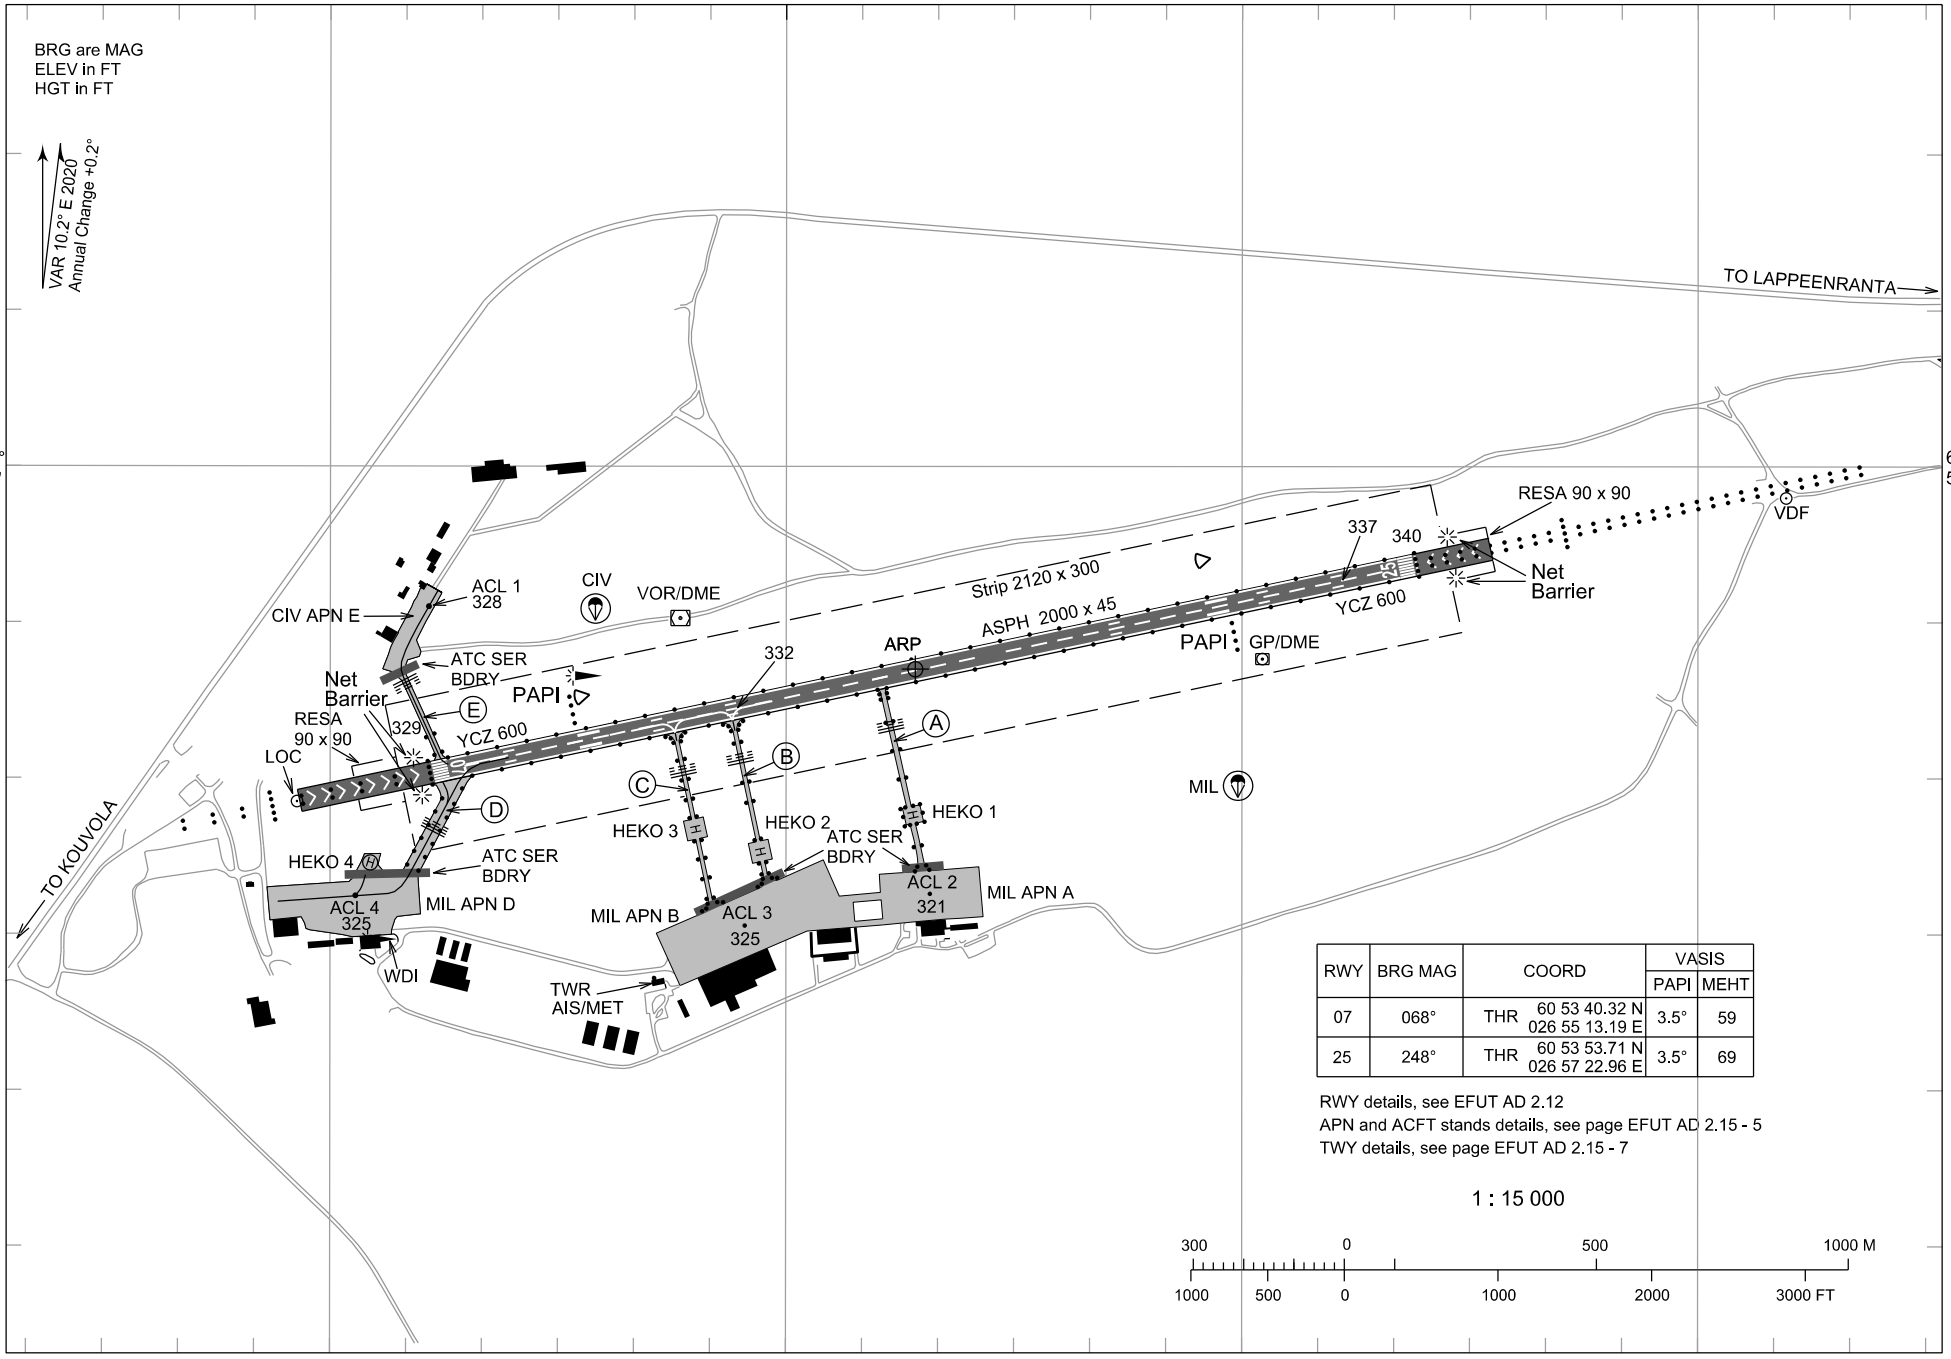 BRG are MAG
ELEV in FT
HGT in FT
VAR 10.2° E 2020
Annual Change +0.2°
TO LAPPEENRANTA
RESA 90 x 90
VDF
337
340
Net
Barrier
25
YCZ 600
Strip 2120 x 300
ASPH 2000 x 45
PAPI
GP/DME
ARP
CIV
VOR/DME
ACL 1
328
CIV APN E
ATC SER
BDRY
332
PAPI
Net
Barrier
E
329
RESA
90 x 90
YCZ 600
LOC
07
A
B
C
D
MIL
HEKO 1
HEKO 2
HEKO 3
HEKO 4
H
H
H
H
ATC SER
BDRY
ATC SER
BDRY
TO KOUVOLA
ACL 2
321
MIL APN A
MIL APN B
ACL 3
325
ACL 4
325
MIL APN D
WDI
TWR
AIS/MET
RWY BRG MAG COORD VASIS
PAPI MEHT
07 068° THR 60 53 40.32 N 3.5° 59
026 55 13.19 E
25 248° THR 60 53 53.71 N 3.5° 69
026 57 22.96 E
RWY details, see EFUT AD 2.12
APN and ACFT stands details, see page EFUT AD 2.15 - 5
TWY details, see page EFUT AD 2.15 - 7
1 : 15 000
300 0 500 1000 M
1000 500 0 1000 2000 3000 FT